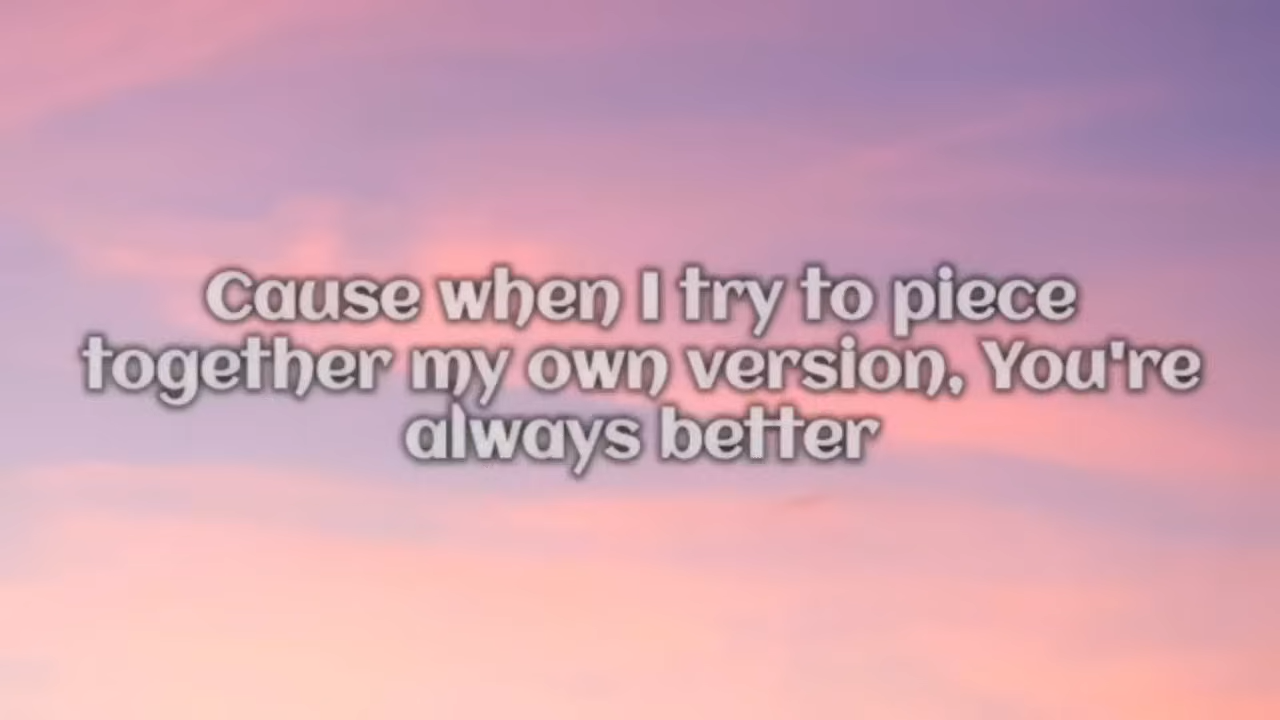 Cause when I try to piece
together my own version, You're
always better